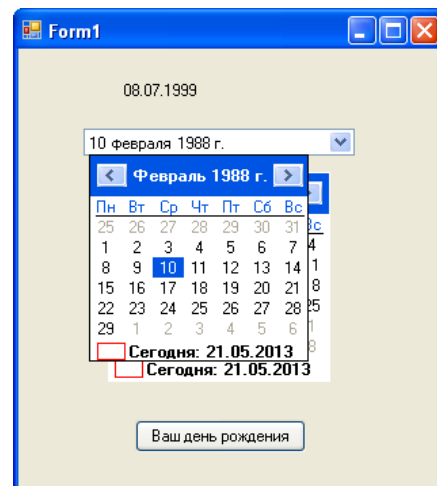 Form1
08.07.1999
10 февраля 1988 г.
Февраль 1988 г.
Пн Вт Ср Чт Пт Сб Вс
25 26 27 28 29 30 31
1 2 3 4 5 6 7
8 9 10 11 12 13 14
15 16 17 18 19 20 21
22 23 24 25 26 27 28
29 1 2 3 4 5 6
Сегодня: 21.05.2013
Сегодня: 21.05.2013
Ваш день рождения